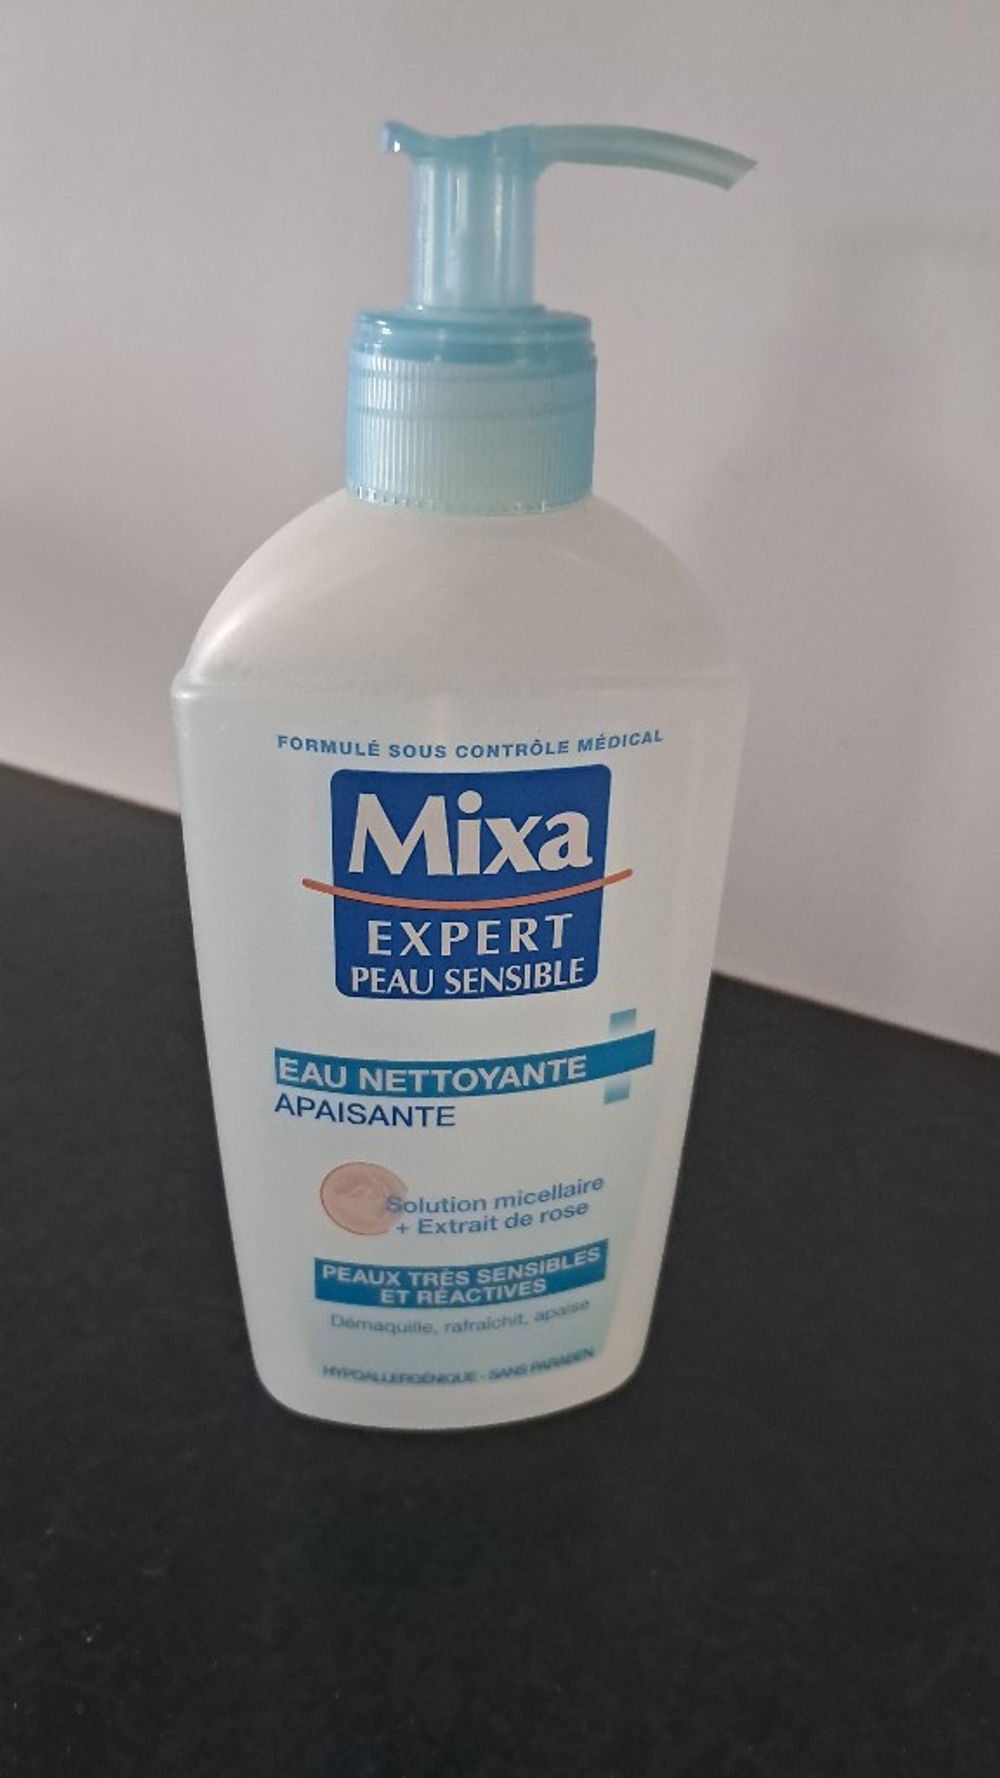 FORMULÉ SOUS CONTRÔLE MÉDICAL
Mixa
EXPERT
PEAU SENSIBLE
EAU NETTOYANTE
APAISANTE
Solution micellaire
+ Extrait de rose
PEAUX TRÈS SENSIBLES
ET RÉACTIVES
Démaquille, rafraîchit, apaise
HYPOALLERGÉNIQUE - SANS PARABEN